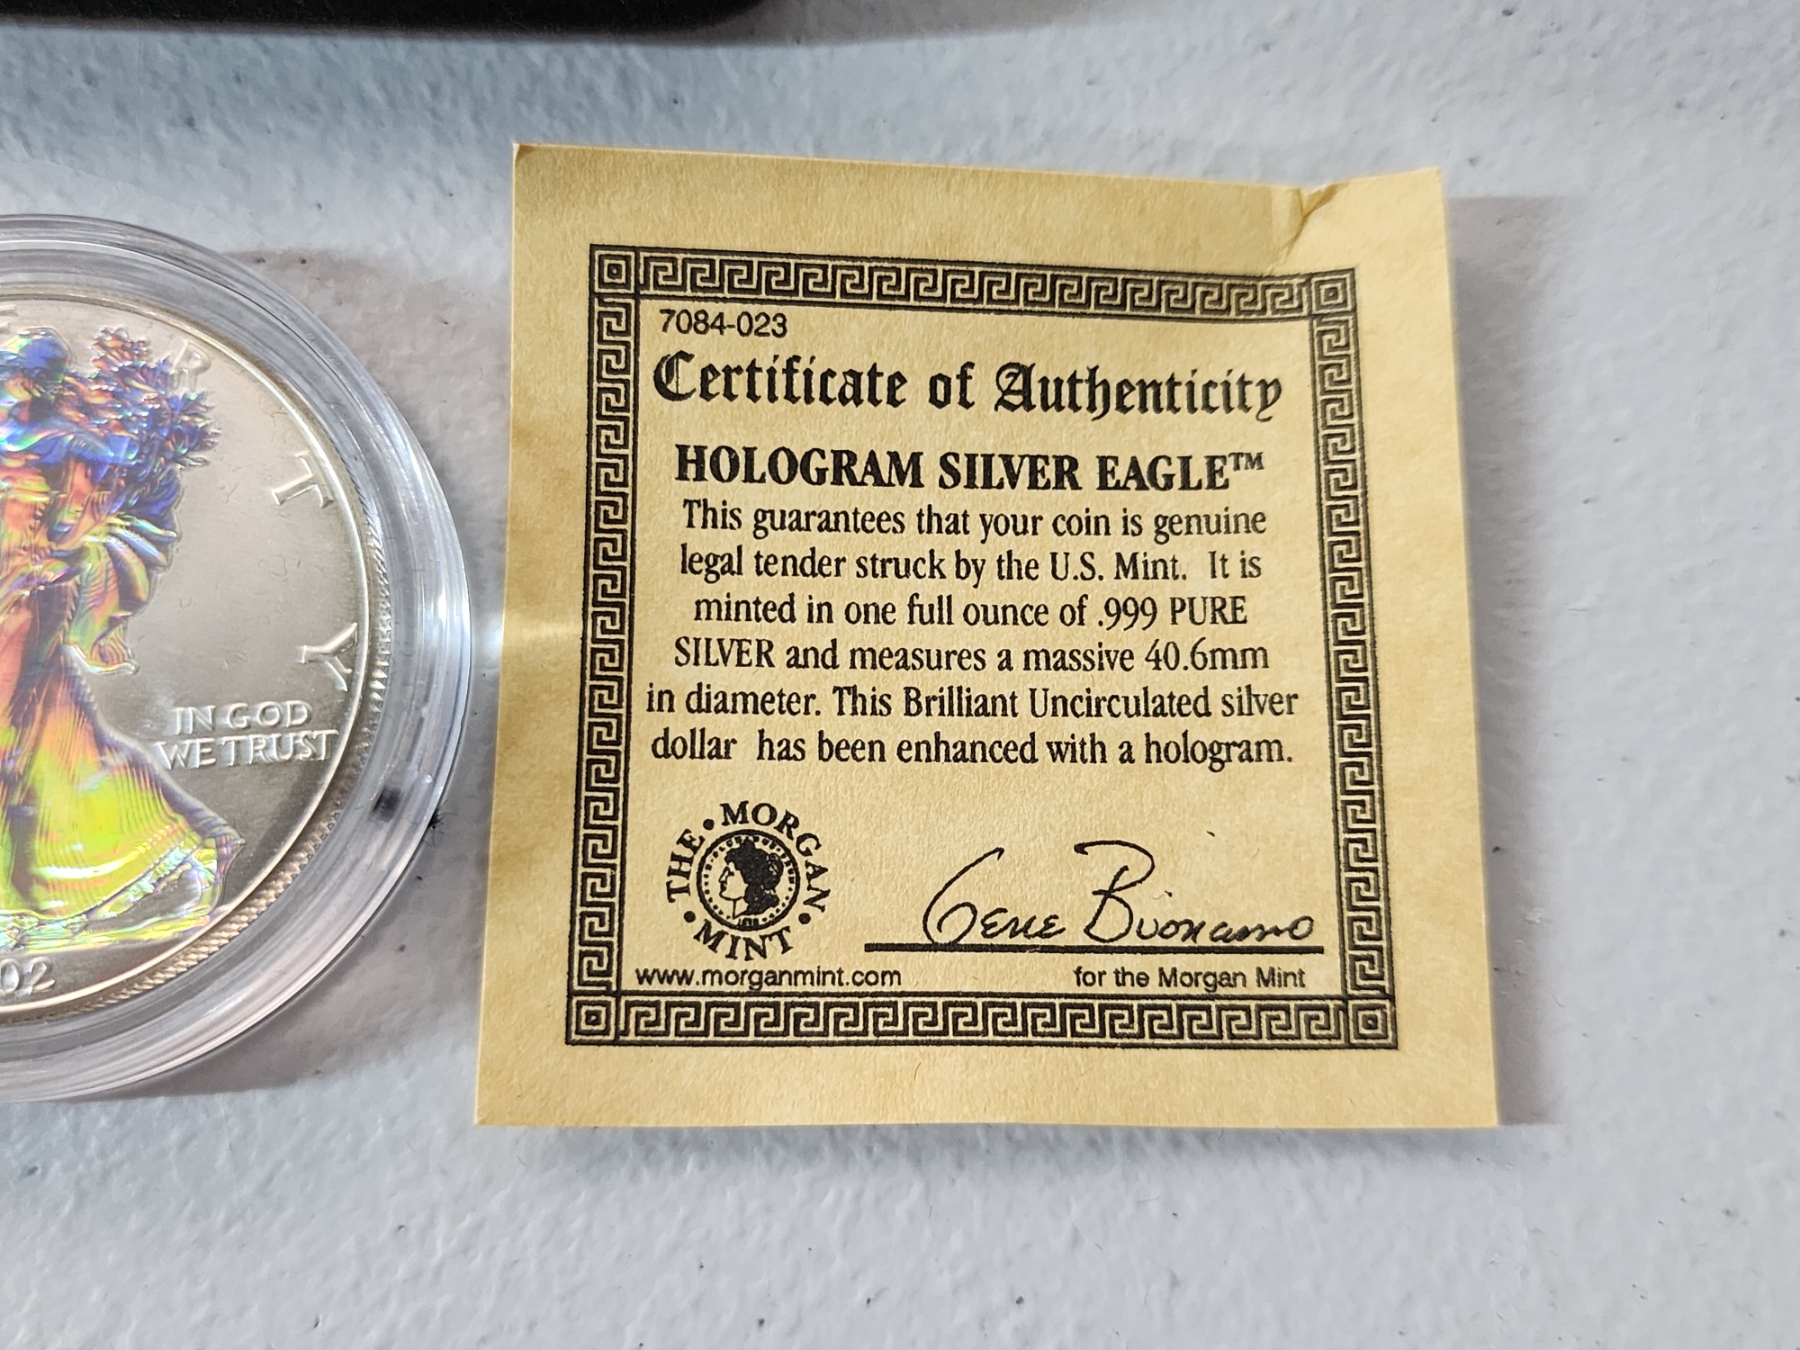 R T Y
IN GOD
WE TRUST
02
7084-023
Certificate of Authenticity
HOLOGRAM SILVER EAGLE™
This guarantees that your coin is genuine
legal tender struck by the U.S. Mint. It is
minted in one full ounce of .999 PURE
SILVER and measures a massive 40.6mm
in diameter. This Brilliant Uncirculated silver
dollar has been enhanced with a hologram.
THE • MORGAN • MINT •
Gene Buonamo
www.morganmint.com
for the Morgan Mint